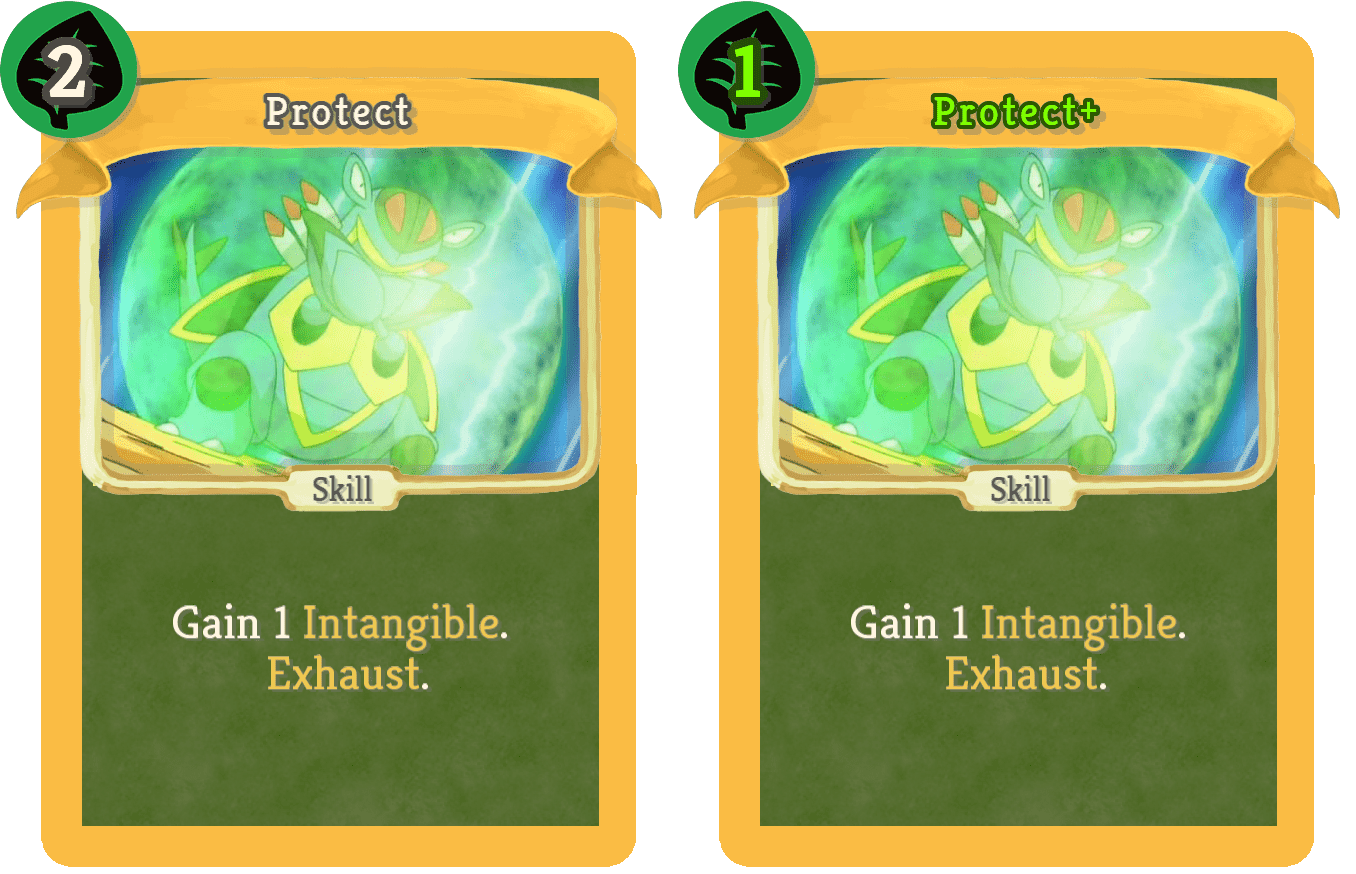 2
Protect
Skill
Gain 1 Intangible.
Exhaust.
1
Protect+
Skill
Gain 1 Intangible.
Exhaust.